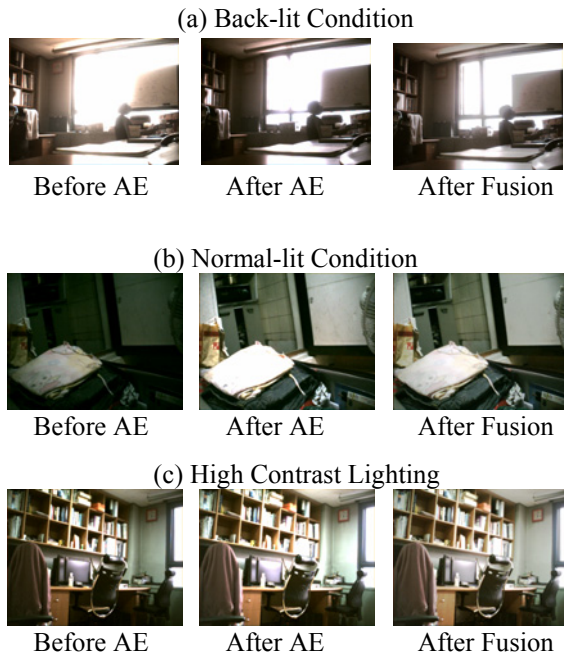 (a) Back-lit Condition
Before AE After AE After Fusion
(b) Normal-lit Condition
Before AE After AE After Fusion
(c) High Contrast Lighting
Before AE After AE After Fusion